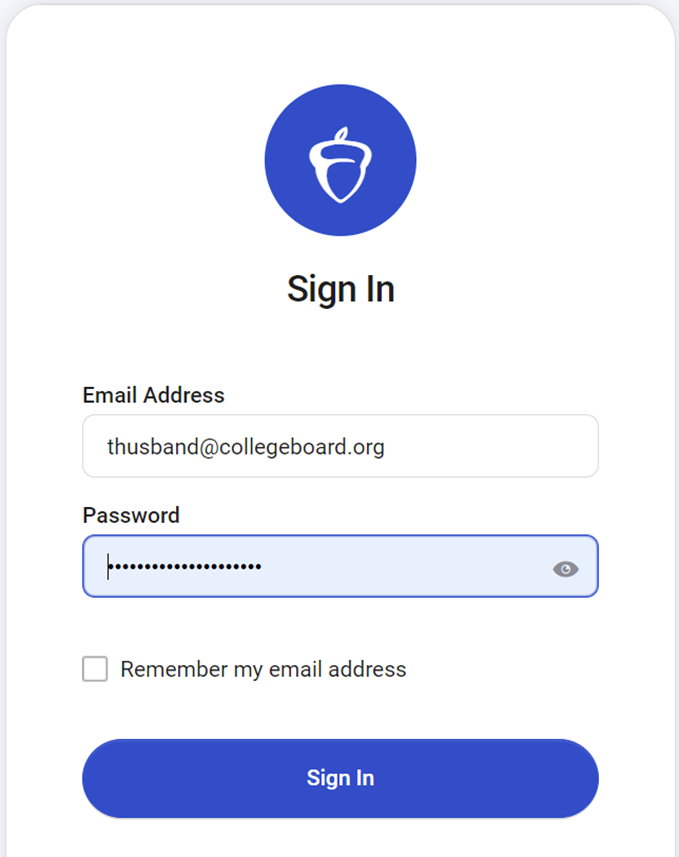 Sign In
Email Address
thusband@collegeboard.org
Password
•••••••••••••••••••••
Remember my email address
Sign In